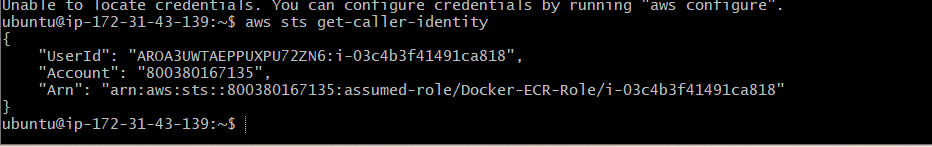 Unable to locate credentials. You can configure credentials by running "aws configure".
ubuntu@ip-172-31-43-139:~$ aws sts get-caller-identity
{
    "UserId": "AROA3UWTAEPPUXPU72ZN6:i-03c4b3f41491ca818",
    "Account": "800380167135",
    "Arn": "arn:aws:sts::800380167135:assumed-role/Docker-ECR-Role/i-03c4b3f41491ca818"
}
ubuntu@ip-172-31-43-139:~$